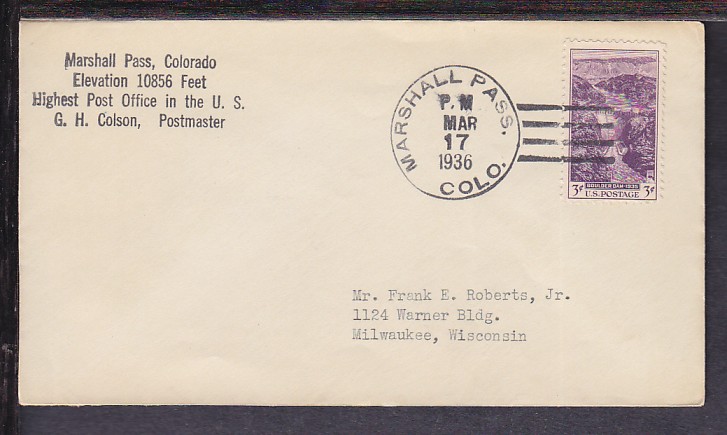 Marshall Pass, Colorado
Elevation 10856 Feet
Highest Post Office in the U. S.
G. H. Colson, Postmaster
MARSHALL PASS.
P.M
MAR
17
1936
COLO.
BOULDER DAM-1935
3¢ U.S. POSTAGE 3¢
Mr. Frank E. Roberts, Jr.
1124 Warner Bldg.
Milwaukee, Wisconsin